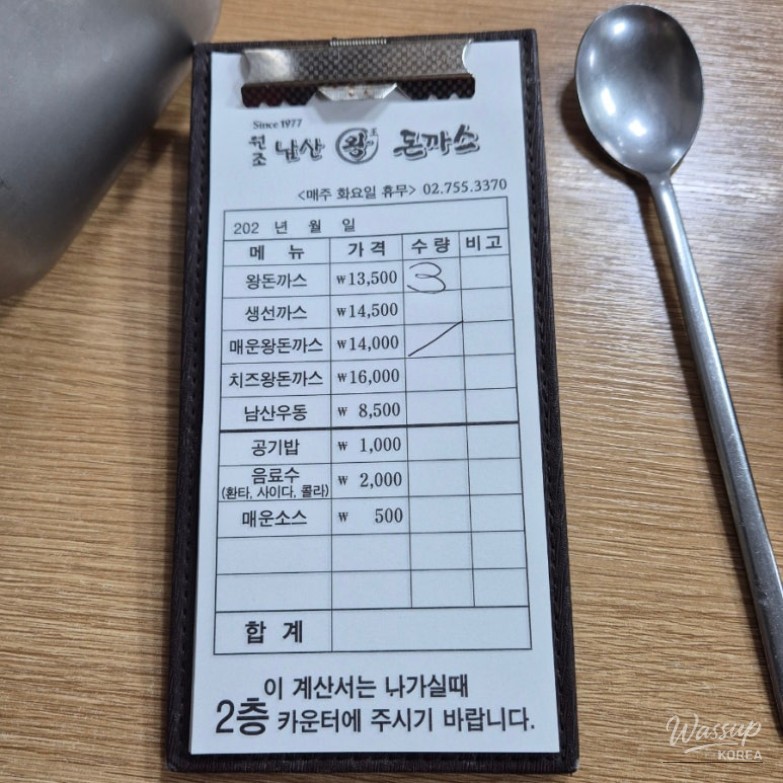 Since 1977
원조 남산 왕 돈까스
<매주 화요일 휴무> 02.755.3370
202 년 월 일
메 뉴 가 격 수 량 비 고
왕돈까스 ₩13,500 3
생선까스 ₩14,500
매운왕돈까스 ₩14,000 /
치즈왕돈까스 ₩16,000
남산우동 ₩ 8,500
공기밥 ₩ 1,000
음료수 ₩ 2,000
(환타, 사이다, 콜라)
매운소스 ₩ 500
합 계
이 계산서는 나가실때
2층 카운터에 주시기 바랍니다.
Wassup
KOREA